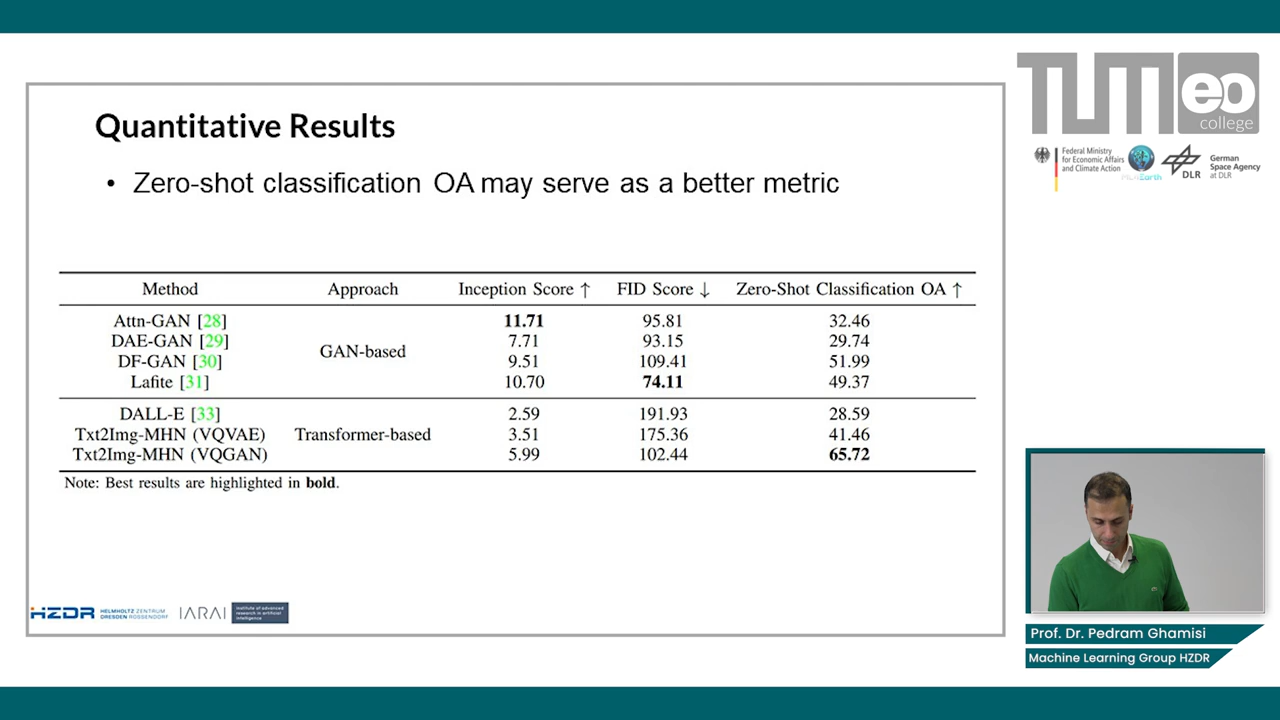 TUM eo
college
Federal Ministry
for Economic Affairs
and Climate Action
ML4Earth
DLR
German
Space Agency
at DLR
Quantitative Results
• Zero-shot classification OA may serve as a better metric
Method Approach Inception Score ↑ FID Score ↓ Zero-Shot Classification OA ↑
Attn-GAN [28] 11.71 95.81 32.46
DAE-GAN [29] 7.71 93.15 29.74
GAN-based
DF-GAN [30] 9.51 109.41 51.99
Lafite [31] 10.70 74.11 49.37
DALL-E [33] 2.59 191.93 28.59
Txt2Img-MHN (VQVAE) Transformer-based 3.51 175.36 41.46
Txt2Img-MHN (VQGAN) 5.99 102.44 65.72
Note: Best results are highlighted in bold.
HZDR HELMHOLTZ ZENTRUM
DRESDEN ROSSENDORF
IARAI
institute of advanced
research in artificial
intelligence
Prof. Dr. Pedram Ghamisi
Machine Learning Group HZDR